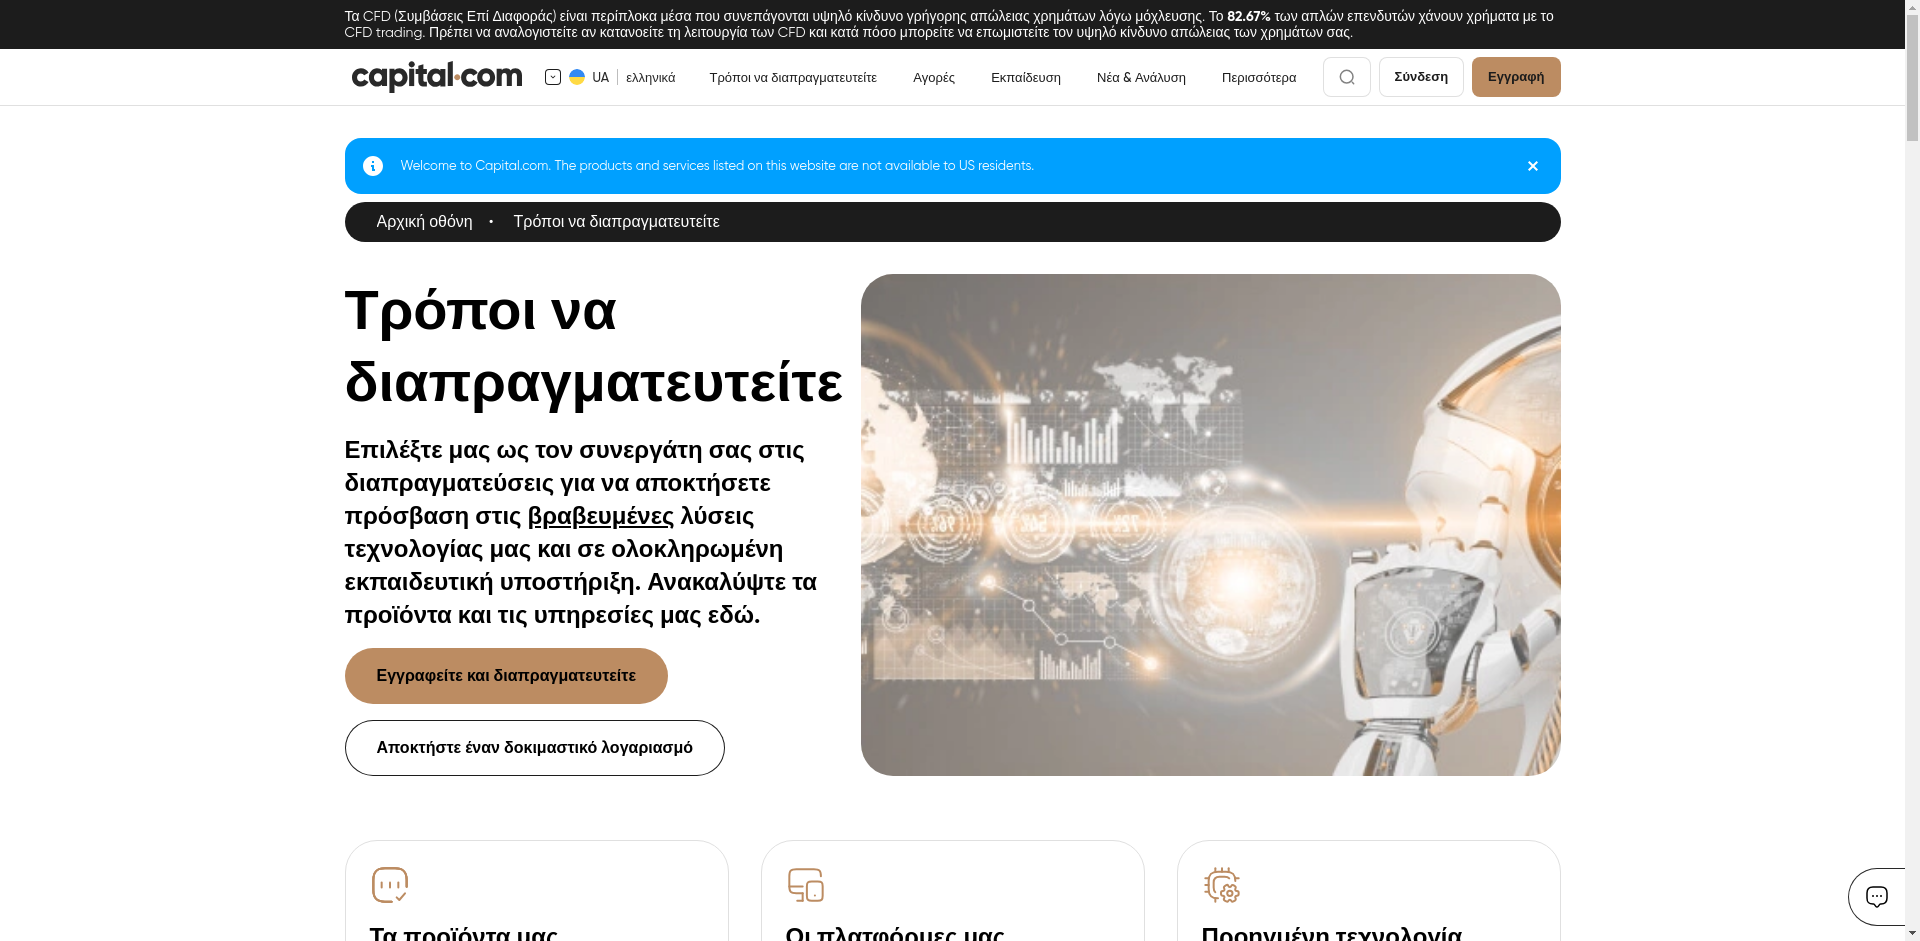 Τα CFD (Συμβάσεις Επί Διαφοράς) είναι περίπλοκα μέσα που συνεπάγονται υψηλό κίνδυνο γρήγορης απώλειας χρημάτων λόγω μόχλευσης. Το 82.67% των απλών επενδυτών χάνουν χρήματα με το
CFD trading. Πρέπει να αναλογιστείτε αν κατανοείτε τη λειτουργία των CFD και κατά πόσο μπορείτε να επωμιστείτε τον υψηλό κίνδυνο απώλειας των χρημάτων σας.
capital.com UA ελληνικά Τρόποι να διαπραγματευτείτε Αγορές Εκπαίδευση Νέα & Ανάλυση Περισσότερα Σύνδεση Εγγραφή
Welcome to Capital.com. The products and services listed on this website are not available to US residents.
Αρχική οθόνη • Τρόποι να διαπραγματευτείτε
Τρόποι να
διαπραγματευτείτε
Επιλέξτε μας ως τον συνεργάτη σας στις
διαπραγματεύσεις για να αποκτήσετε
πρόσβαση στις βραβευμένες λύσεις
τεχνολογίας μας και σε ολοκληρωμένη
εκπαιδευτική υποστήριξη. Ανακαλύψτε τα
προϊόντα και τις υπηρεσίες μας εδώ.
Εγγραφείτε και διαπραγματευτείτε
Αποκτήστε έναν δοκιμαστικό λογαριασμό
Τα προϊόντα μας
Οι πλατφόρμες μας
Προηγμένη τεχνολογία